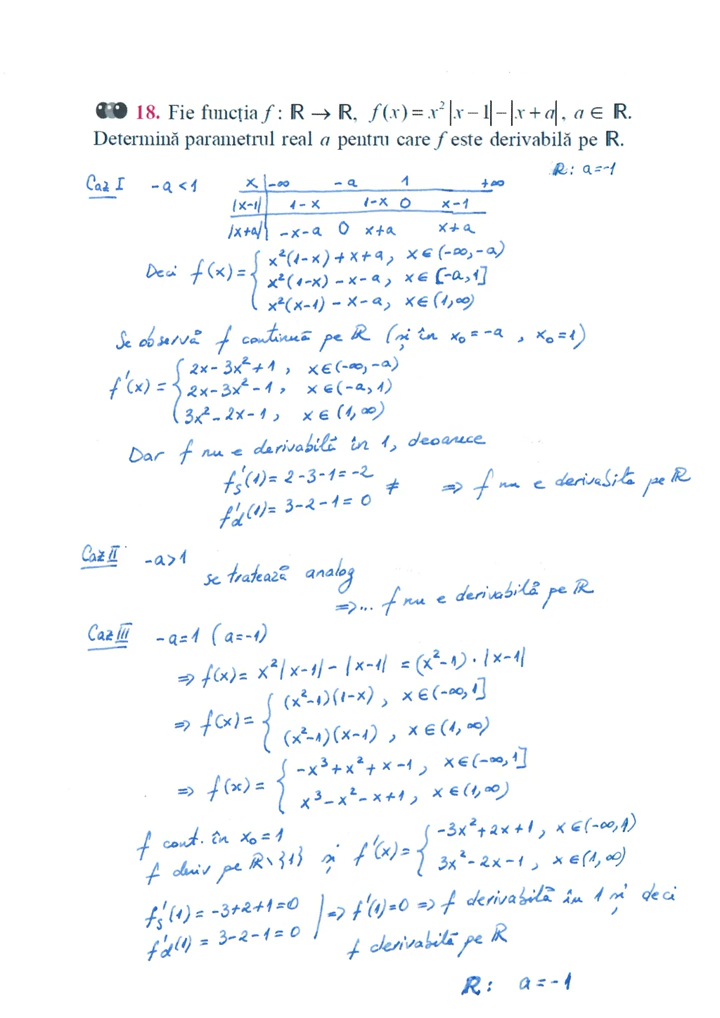 18. Fie funcția f : ℝ → ℝ, f(x) = x²|x − 1| − |x + a|, a ∈ ℝ.
Determină parametrul real a pentru care f este derivabilă pe ℝ.
R: a=-1
Caz I -a<1
x | -∞ -a 1 +∞
|x-1| | 1-x 1-x 0 x-1
|x+a| | -x-a 0 x+a x+a
Deci f(x) = { x²(1-x)+x+a, x∈(-∞,-a)
x²(1-x)-x-a, x∈[-a,1]
x²(x-1)-x-a, x∈(1,∞)
Se observă f continuă pe ℝ (și în x₀=-a, x₀=1)
f'(x) = { 2x-3x²+1, x∈(-∞,-a)
2x-3x²-1, x∈(-a,1)
3x²-2x-1, x∈(1,∞)
Dar f nu e derivabilă în 1, deoarece
f's(1)=2-3-1=-2
≠ ⇒ f nu e derivabilă pe ℝ
f'd(1)=3-2-1=0
Caz II -a>1
se tratează analog
⇒... f nu e derivabilă pe ℝ
Caz III -a=1 (a=-1)
⇒ f(x)= x²|x-1| - |x-1| = (x²-1)·|x-1|
⇒ f(x) = { (x²-1)(1-x), x∈(-∞,1]
(x²-1)(x-1), x∈(1,∞)
⇒ f(x) = { -x³+x²+x-1, x∈(-∞,1]
x³-x²-x+1, x∈(1,∞)
f cont. în x₀=1
f deriv pe ℝ\{1} și f'(x) = { -3x²+2x+1, x∈(-∞,1)
3x²-2x-1, x∈(1,∞)
f's(1)=-3+2+1=0 | ⇒ f'(1)=0 ⇒ f derivabilă în 1 și deci
f'd(1)=3-2-1=0 | f derivabilă pe ℝ
R: a=-1